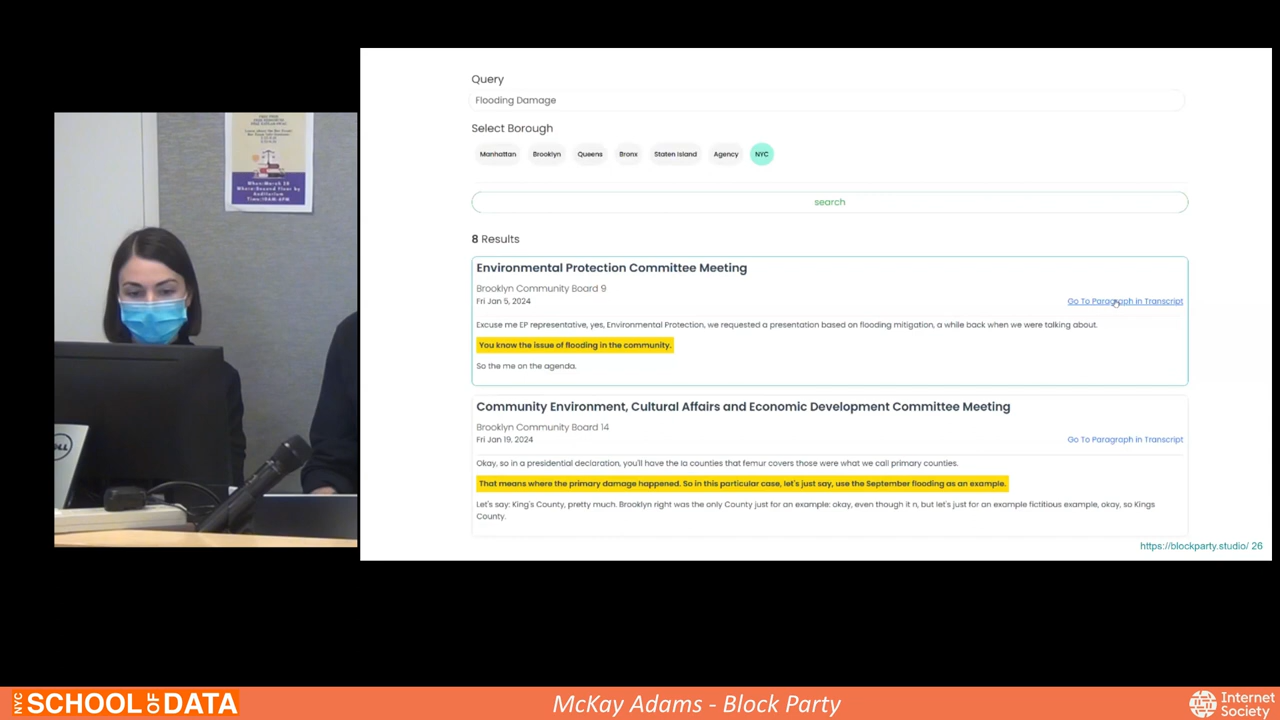 Query
Flooding Damage
Select Borough
Manhattan Brooklyn Queens Bronx Staten Island Agency NYC
search
8 Results
Environmental Protection Committee Meeting
Brooklyn Community Board 9
Fri Jan 5, 2024
Go To Paragraph in Transcript
Excuse me EP representative, yes, Environmental Protection, we requested a presentation based on flooding mitigation, a while back when we were talking about.
You know the issue of flooding in the community.
So the me on the agenda.
Community Environment, Cultural Affairs and Economic Development Committee Meeting
Brooklyn Community Board 14
Fri Jan 19, 2024
Go To Paragraph in Transcript
Okay, so in a presidential declaration, you'll have the la counties that femur covers those were what we call primary counties.
That means where the primary damage happened. So in this particular case, let's just say, use the September flooding as an example.
Let's say: King's County, pretty much. Brooklyn right was the only County just for an example: okay, even though it n, but let's just for an example fictitious example, okay, so Kings
County.
https://blockparty.studio/ 26
DELL
NYC SCHOOL OF DATA
McKay Adams - Block Party
Internet
Society